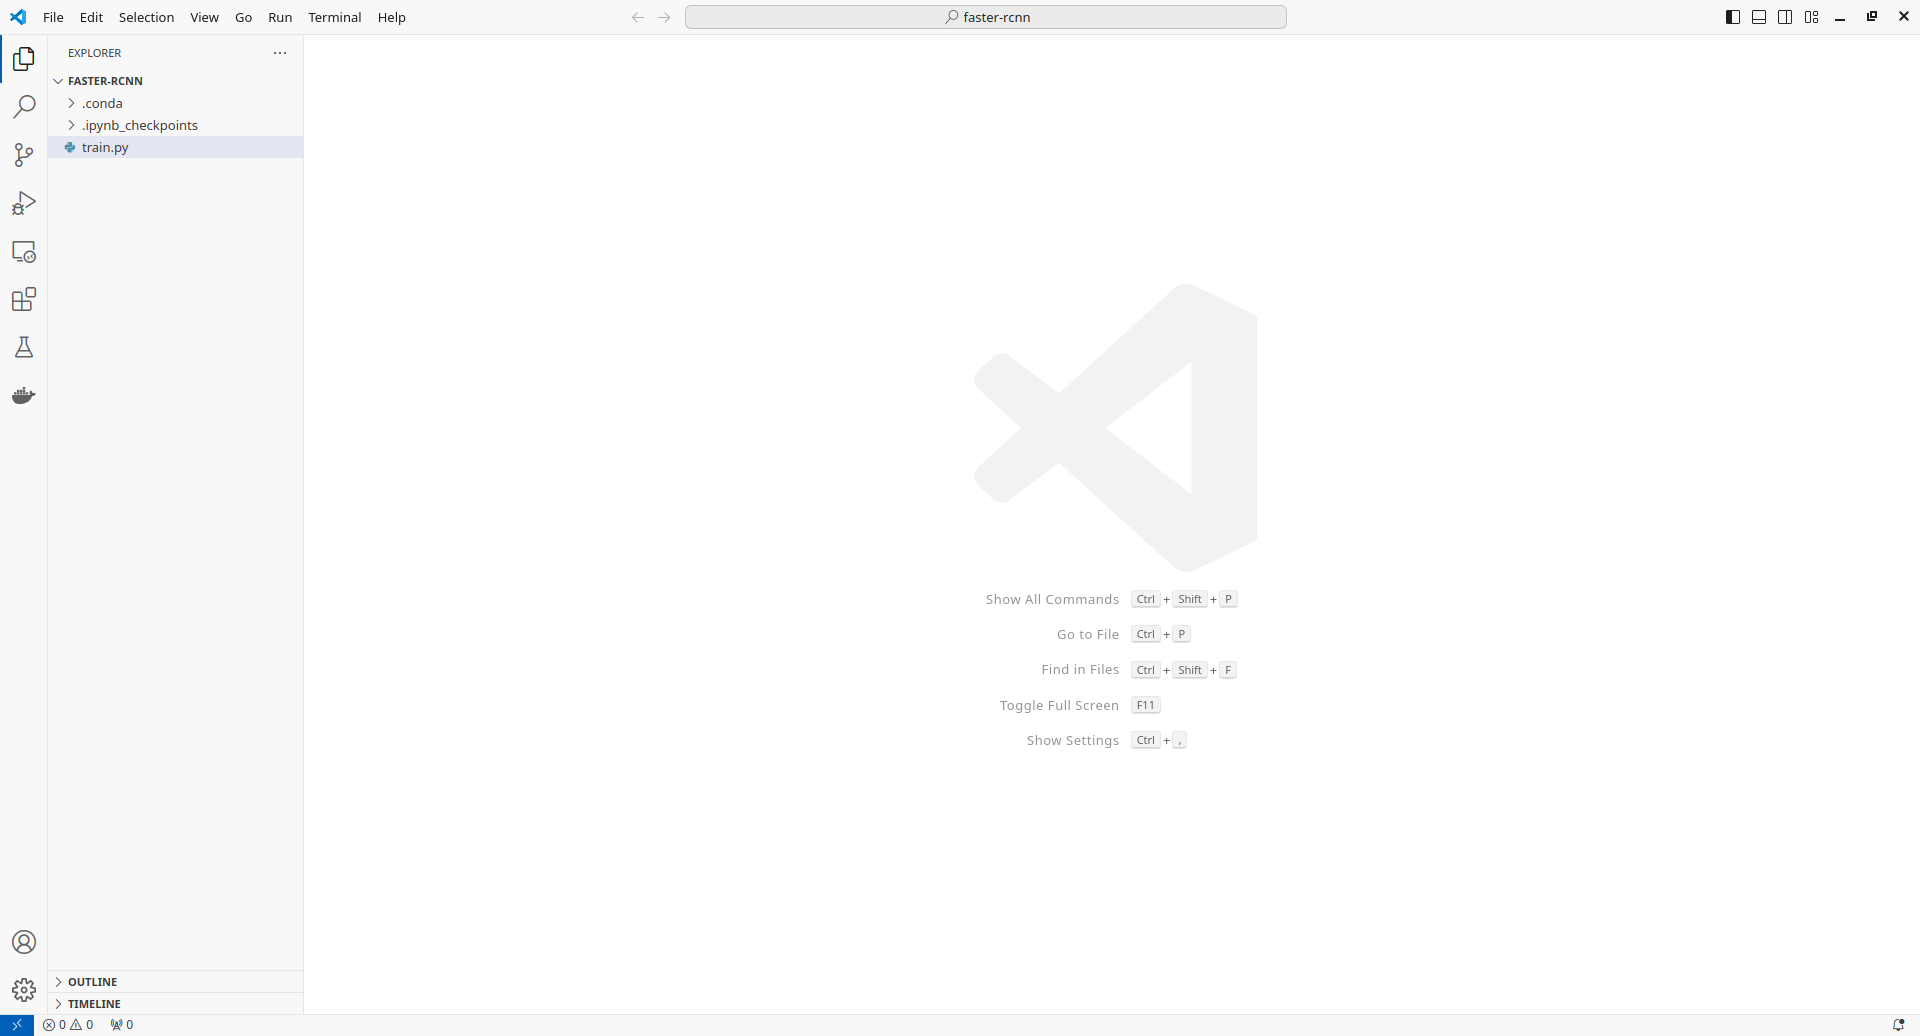 File Edit Selection View Go Run Terminal Help
faster-rcnn
EXPLORER
FASTER-RCNN
.conda
.ipynb_checkpoints
train.py
Show All Commands Ctrl + Shift + P
Go to File Ctrl + P
Find in Files Ctrl + Shift + F
Toggle Full Screen F11
Show Settings Ctrl + ,
OUTLINE
TIMELINE
0 0 0